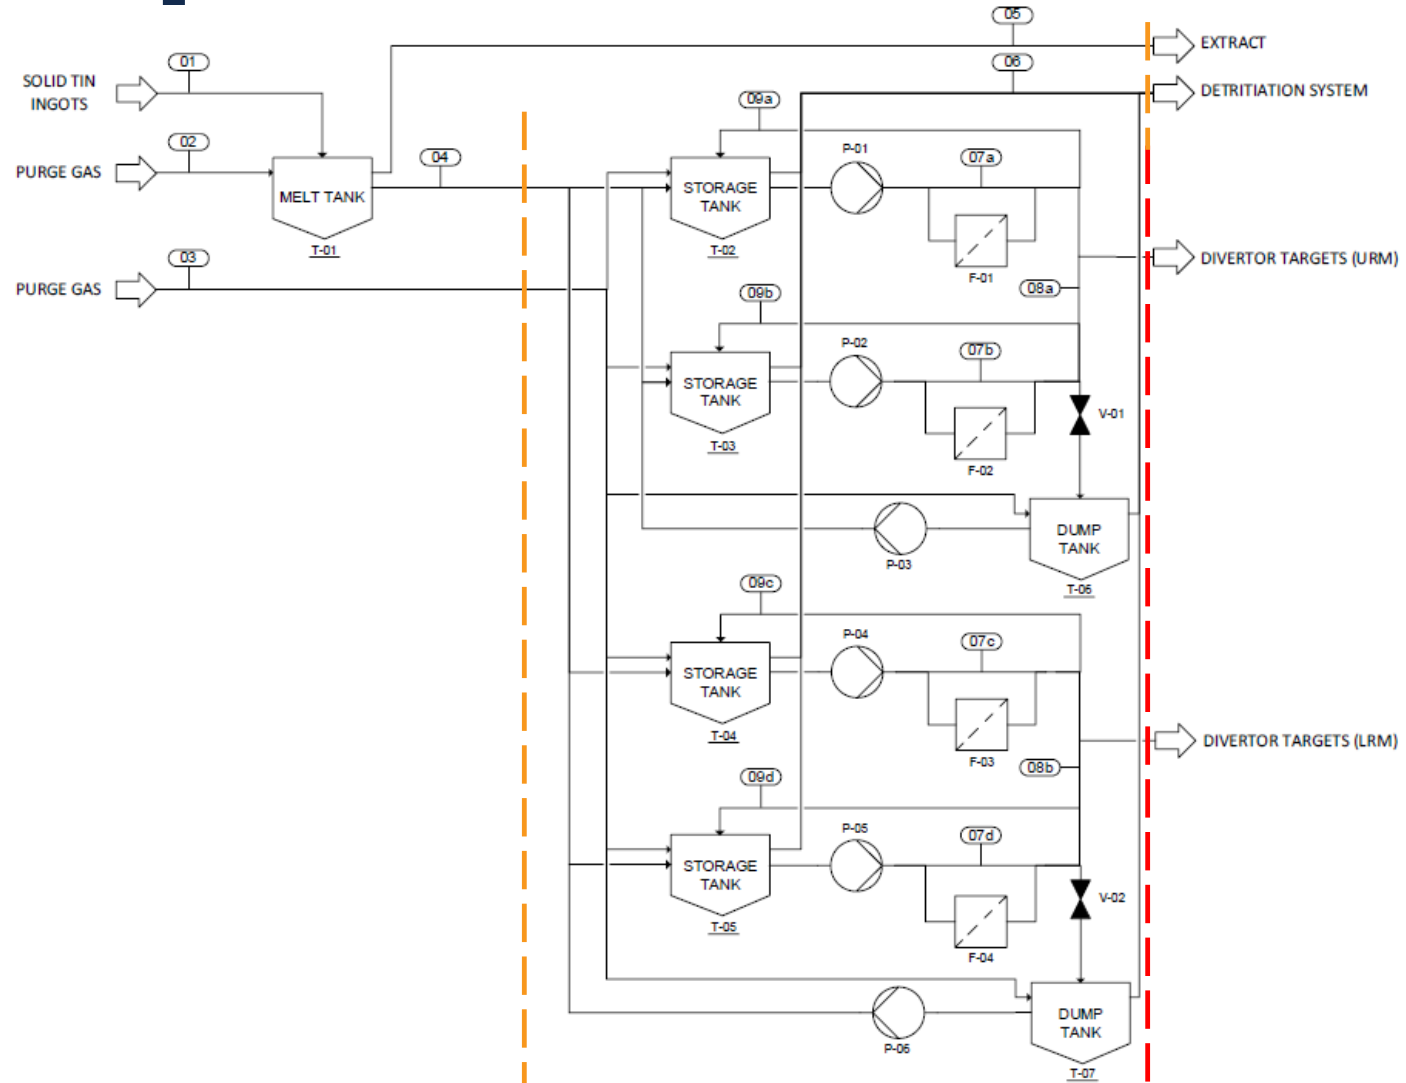 05
EXTRACT
01
06
SOLID TIN
INGOTS
DETRITIATION SYSTEM
09a
02
P-01
04
07a
PURGE GAS
MELT TANK
STORAGE
TANK
T-01
T-02
03
DIVERTOR TARGETS (URM)
F-01
PURGE GAS
08a
09b
P-02
07b
STORAGE
TANK
V-01
T-03
F-02
DUMP
TANK
P-03
T-06
09c
P-04
07c
STORAGE
TANK
T-04
DIVERTOR TARGETS (LRM)
F-03
08b
09d
P-05
07d
STORAGE
TANK
V-02
T-05
F-04
DUMP
TANK
P-06
T-07